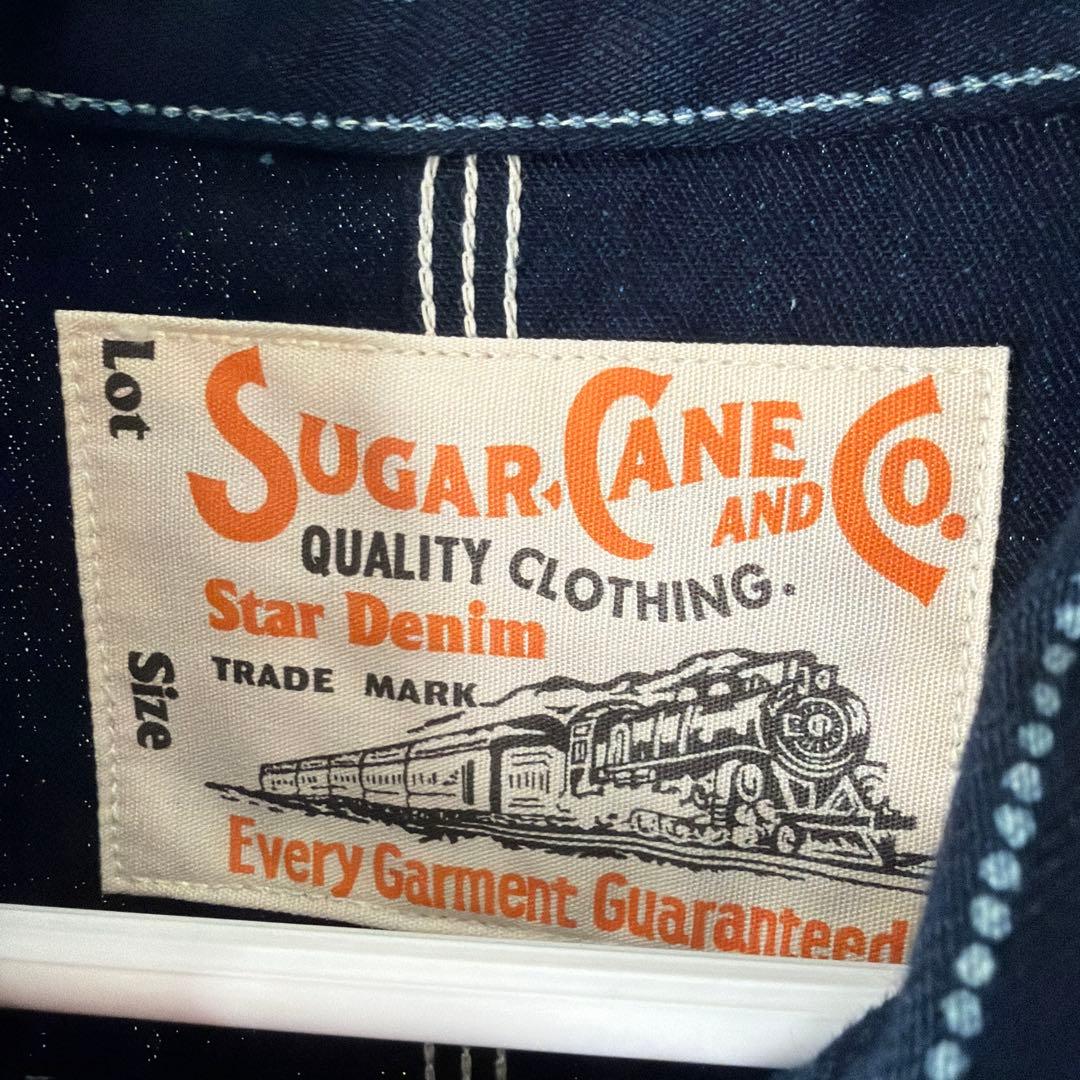 Lot
SUGAR CANE AND CO.
QUALITY CLOTHING.
Star Denim
TRADE MARK
Size
Every Garment Guaranteed